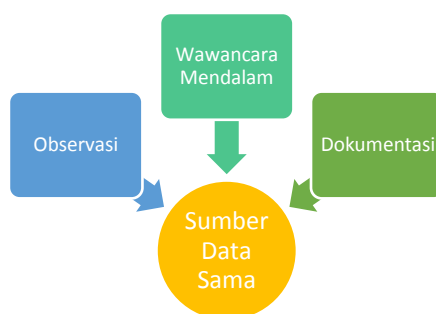 Wawancara
Mendalam
Observasi
Dokumentasi
Sumber
Data
Sama